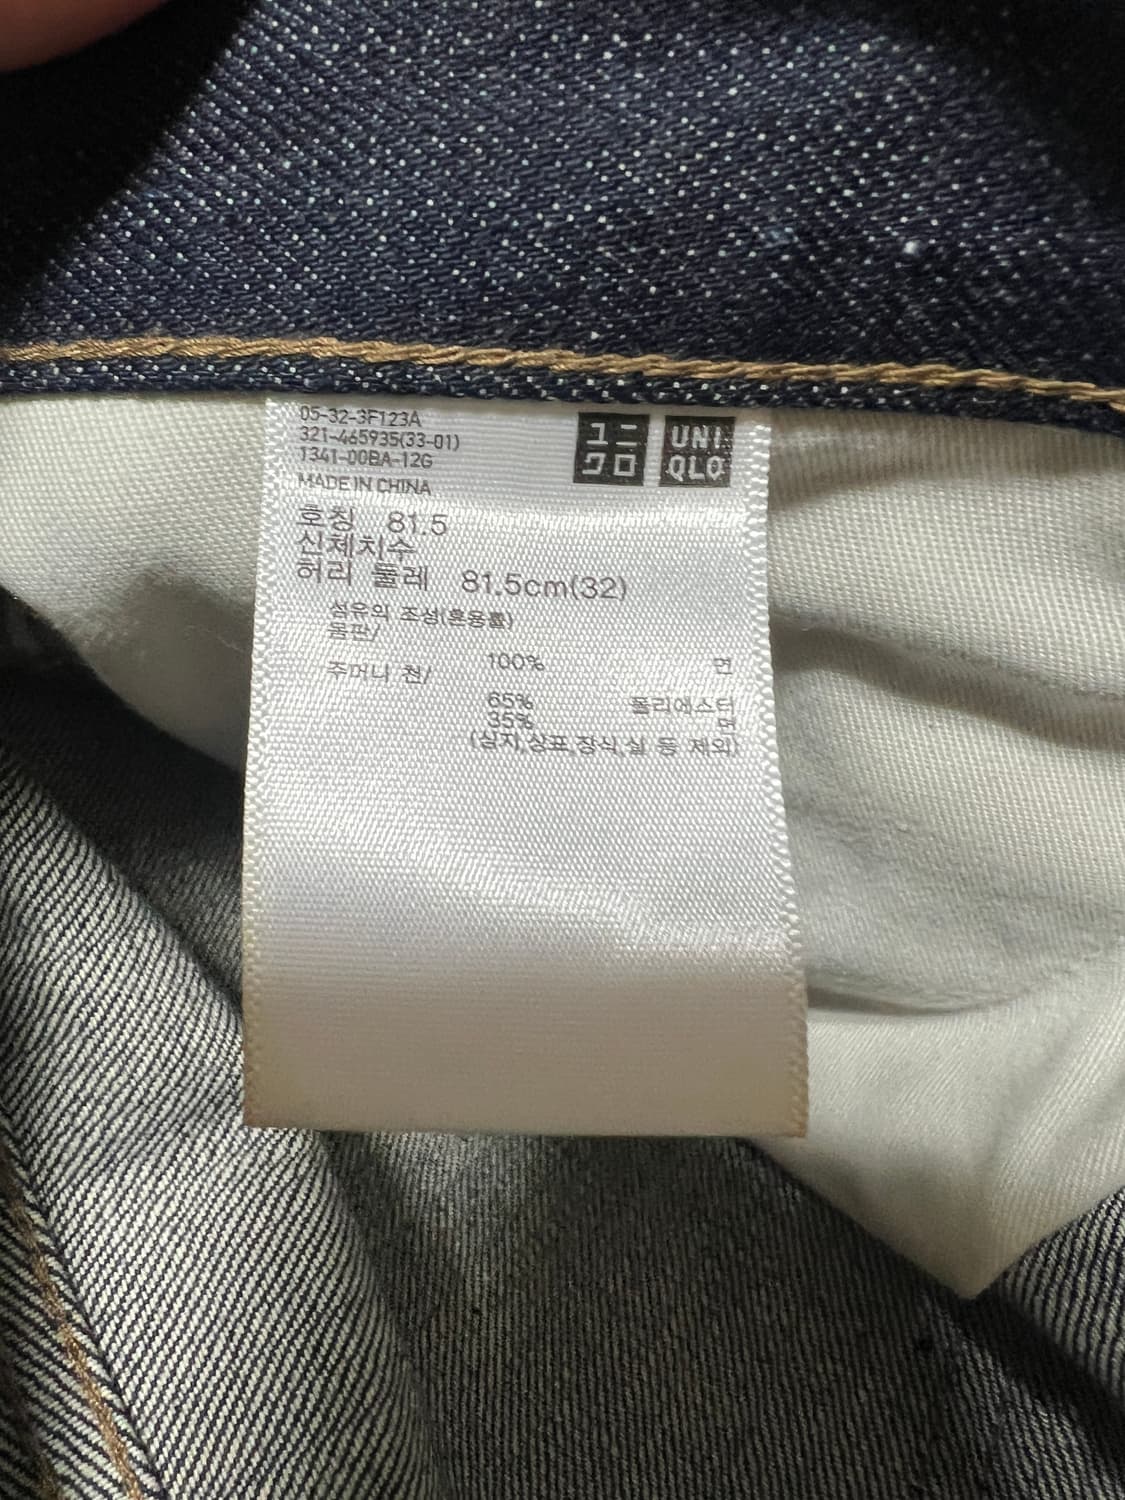 05-32-3F123A
321-465935(33-01)
1341-00BA-12G
MADE IN CHINA
ユニ
クロ
UNI
QLO
호칭 81.5
신체치수
허리 둘레 81.5cm(32)
섬유의 조성(혼용률)
몸판/
100% 면
주머니 천/
65% 폴리에스터
35% 면
(심지,상표,장식,실 등 제외)